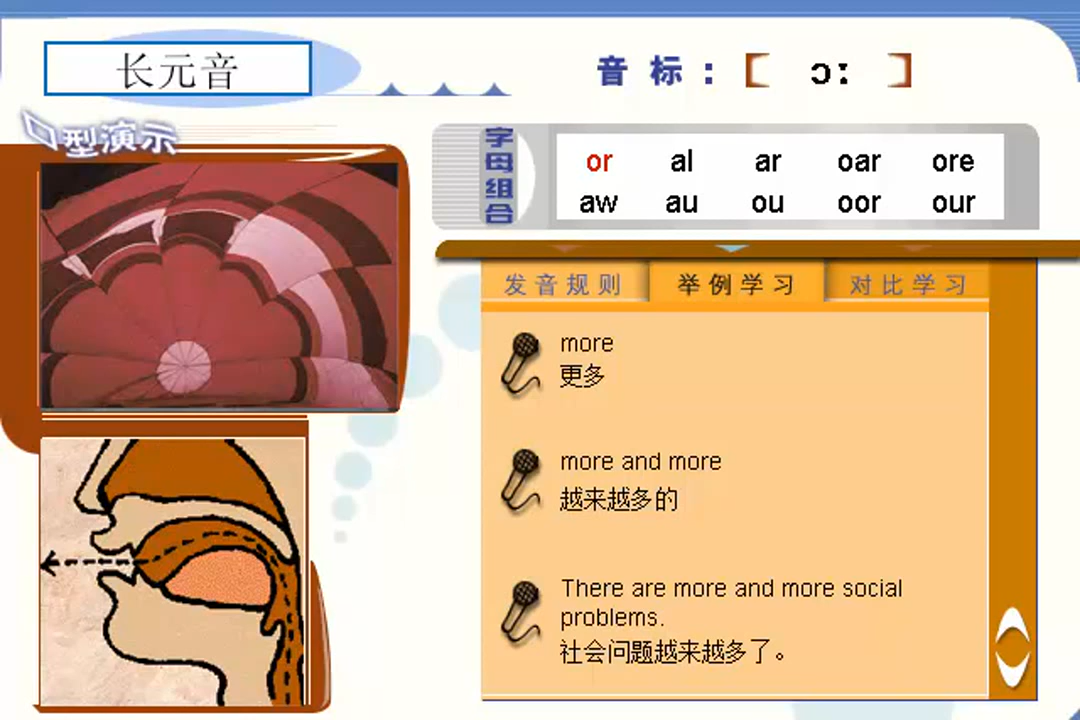 长元音
音标： 【 ɔː 】
口型演示
字母组合
or al ar oar ore
aw au ou oor our
发音规则 举例学习 对比学习
more
更多
more and more
越来越多的
There are more and more social
problems.
社会问题越来越多了。